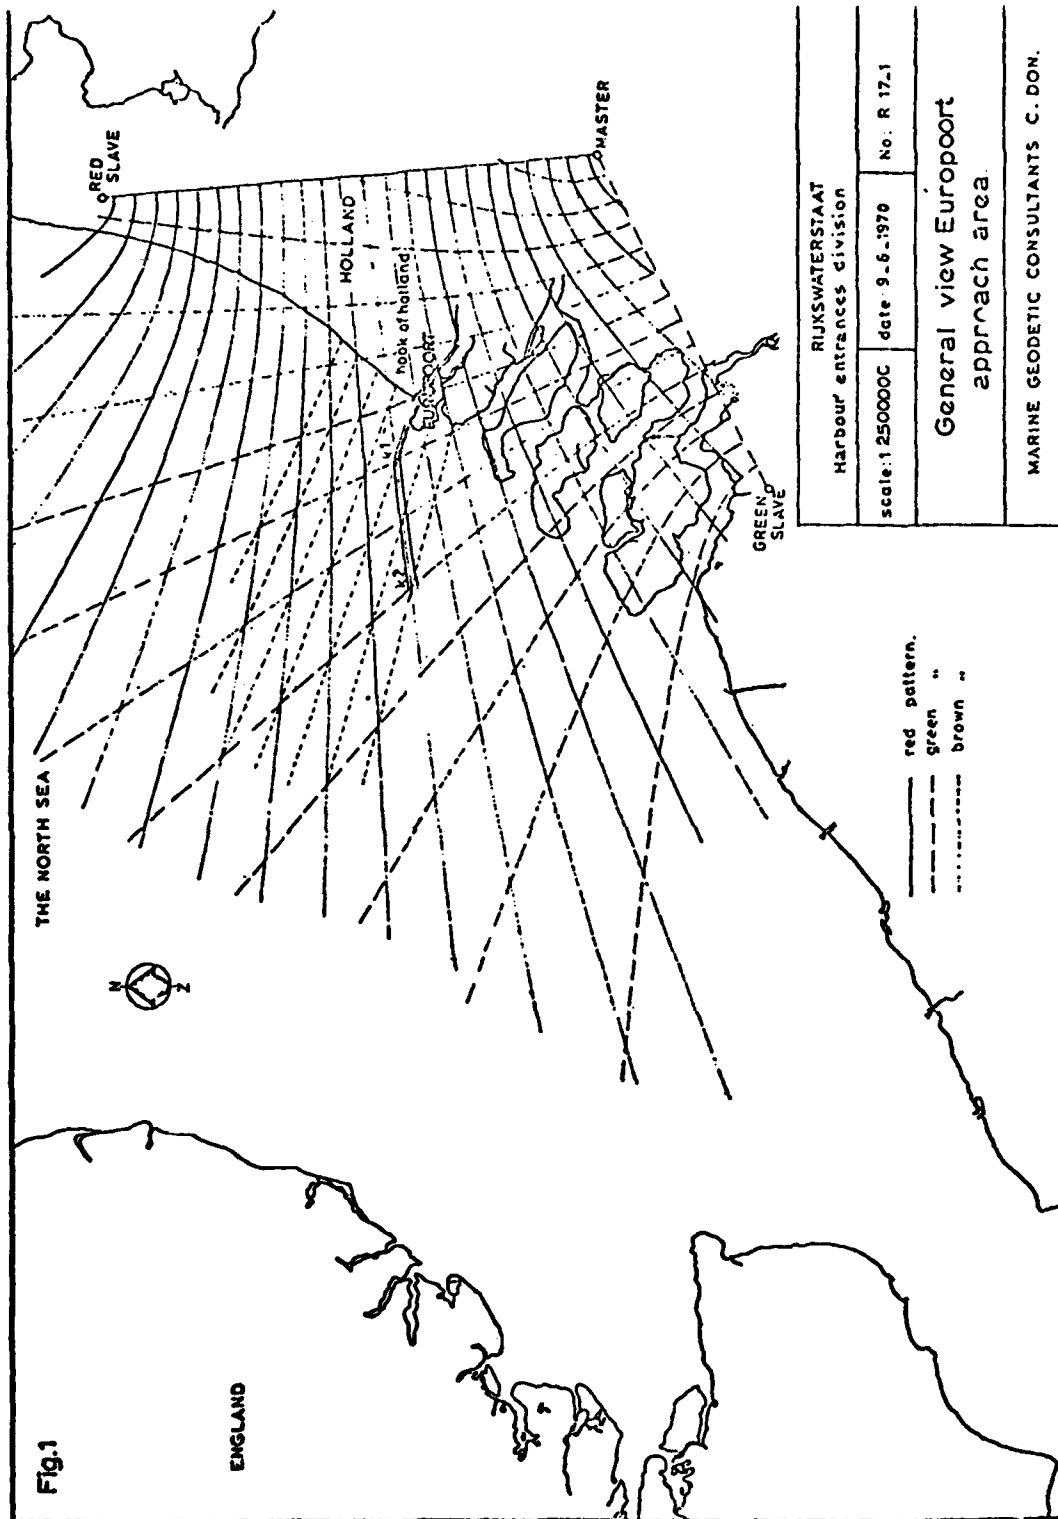 Fig.1
ENGLAND
THE NORTH SEA
N
Z
RED
SLAVE
HOLLAND
hook of holland
EUROPOORT
k1
k2
MASTER
GREEN
SLAVE
red pattern.
green "
brown "
RIJKSWATERSTAAT
Harbour entrances division
scale:1 2500000C
date 9-6-1970
No: R 17-1
General view Europoort
approach area
MARINE GEODETIC CONSULTANTS C. DON.